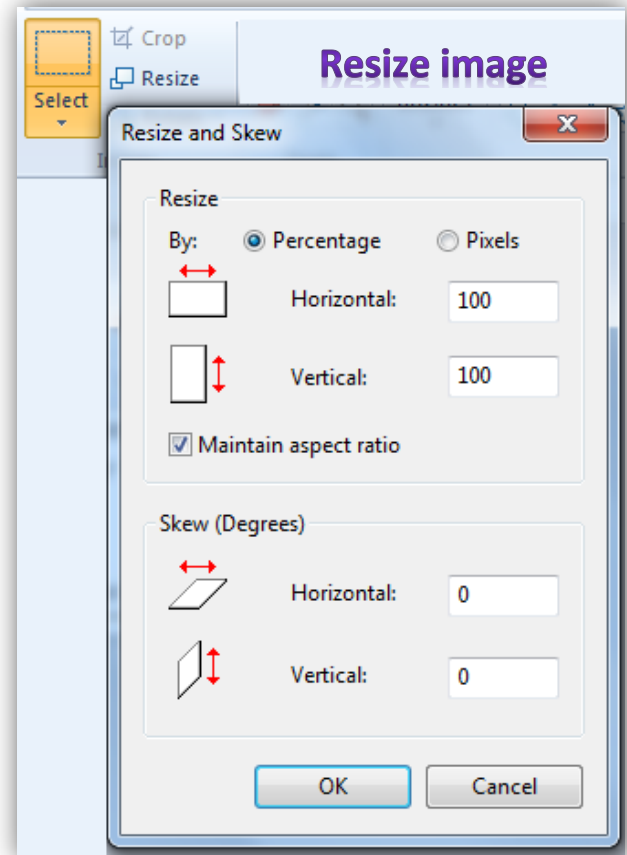 Crop
Resize
Select
Resize image
Resize and Skew
Resize
By: Percentage Pixels
Horizontal: 100
Vertical: 100
Maintain aspect ratio
Skew (Degrees)
Horizontal: 0
Vertical: 0
OK Cancel